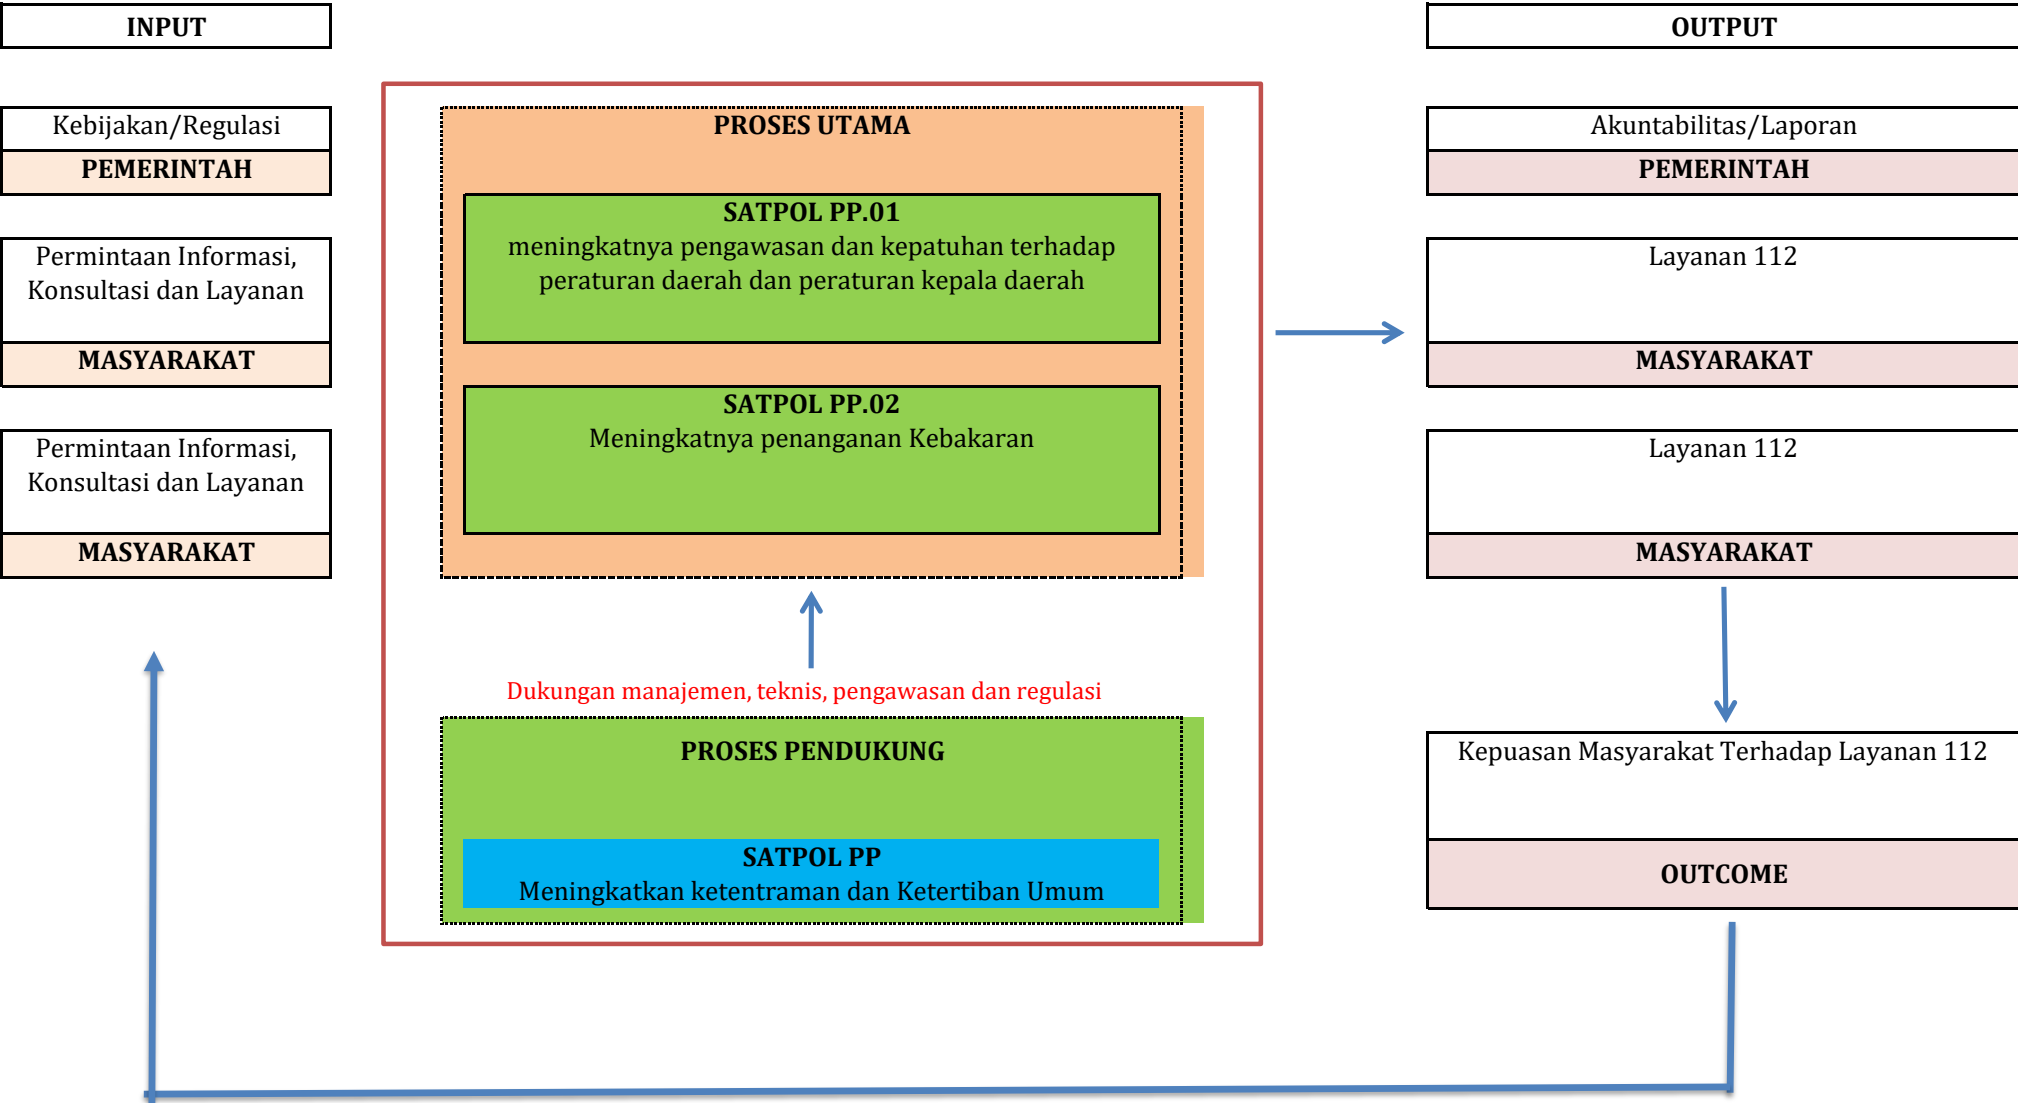 INPUT
Kebijakan/Regulasi
PEMERINTAH
Permintaan Informasi,
Konsultasi dan Layanan
MASYARAKAT
Permintaan Informasi,
Konsultasi dan Layanan
MASYARAKAT
PROSES UTAMA
SATPOL PP.01
meningkatnya pengawasan dan kepatuhan terhadap
peraturan daerah dan peraturan kepala daerah
SATPOL PP.02
Meningkatnya penanganan Kebakaran
Dukungan manajemen, teknis, pengawasan dan regulasi
PROSES PENDUKUNG
SATPOL PP
Meningkatkan ketentraman dan Ketertiban Umum
OUTPUT
Akuntabilitas/Laporan
PEMERINTAH
Layanan 112
MASYARAKAT
Layanan 112
MASYARAKAT
Kepuasan Masyarakat Terhadap Layanan 112
OUTCOME